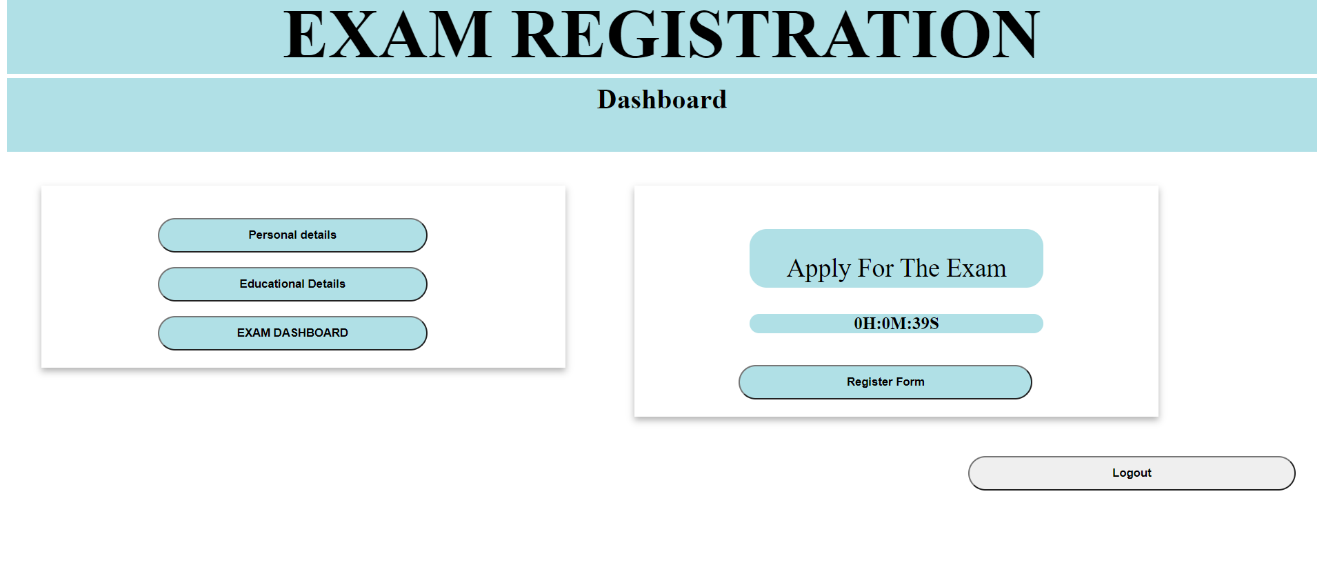 EXAM REGISTRATION
Dashboard
Personal details
Educational Details
EXAM DASHBOARD
Apply For The Exam
0H:0M:39S
Register Form
Logout